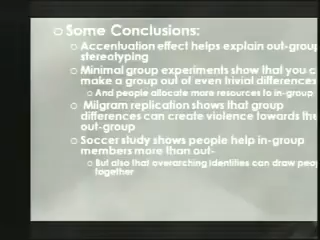 Some Conclusions:
Accentuation effect helps explain out-group
stereotyping
Minimal group experiments show that you c
make a group out of even trivial differences
And people allocate more resources to in-group
Milgram replication shows that group
differences can create violence towards the
out-group
Soccer study shows people help in-group
members more than out-
But also that overarching identities can draw peop
together